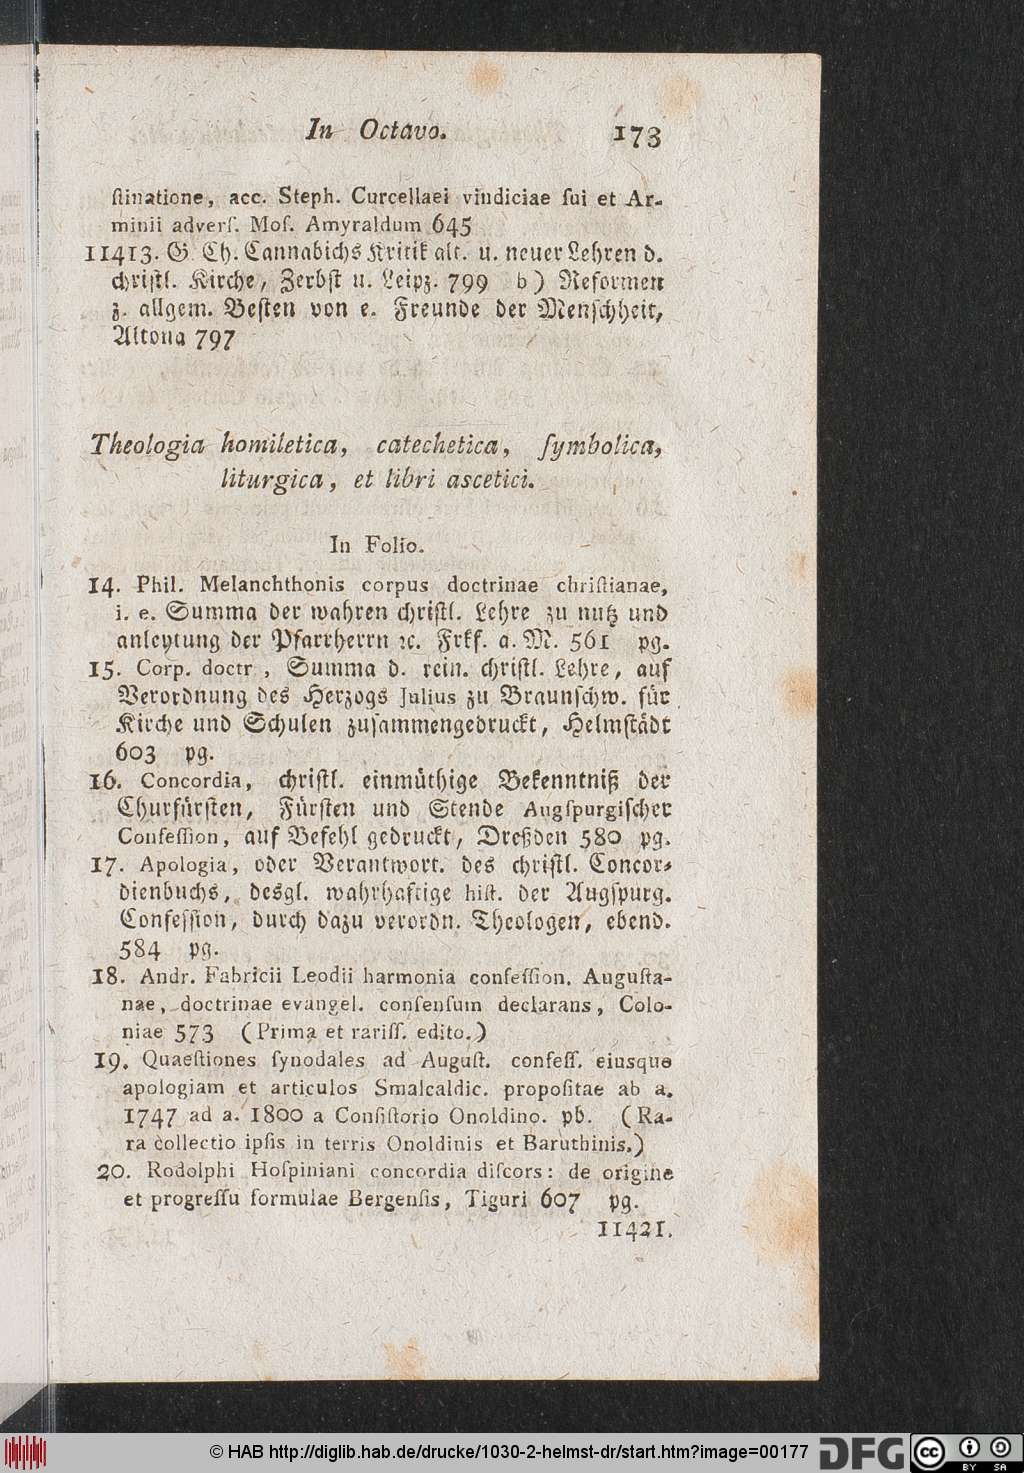 In Octavo. 173
ſtinatione, acc. Steph. Curcellaei vindiciae ſui et Ar-
minii adverſ. Moſ. Amyraldum 645
11413. G. Ch. Cannabichs Kritik alt. u. neuer Lehren d.
chriſtl. Kirche, Zerbſt u. Leipz. 799 b) Reformen
z. allgem. Beſten von e. Freunde der Menſchheit,
Altona 797
Theologia homiletica, catechetica, ſymbolica,
liturgica, et libri ascetici.
In Folio.
14. Phil. Melanchthonis corpus doctrinae chriſtianae,
i. e. Summa der wahren chriſtl. Lehre zu nutz und
anleytung der Pfarrherrn ꝛc. Frkf. a. M. 561 pg.
15. Corp. doctr , Summa d. rein. chriſtl. Lehre, auf
Verordnung des Herzogs Julius zu Braunſchw. für
Kirche und Schulen zuſammengedruckt, Helmſtädt
603 pg.
16. Concordia, chriſtl. einmüthige Bekenntniß der
Churfürſten, Fürſten und Stende Augſpurgiſcher
Confeſſion, auf Befehl gedruckt, Dreßden 580 pg.
17. Apologia, oder Verantwort. des chriſtl. Concor-
dienbuchs, desgl. wahrhaftige hiſt. der Augſpurg.
Confeſſion, durch dazu verordn. Theologen, ebend.
584 pg.
18. Andr. Fabricii Leodii harmonia confeſſion. Auguſta-
nae, doctrinae evangel. conſenſum declarans, Colo-
niae 573 (Prima et rariſſ. edito.)
19. Quaeſtiones ſynodales ad Auguſt. confeſſ. eiusque
apologiam et articulos Smalcaldic. propoſitae ab a.
1747 ad a. 1800 a Conſiſtorio Onoldino. pb. (Ra-
ra collectio ipſis in terris Onoldinis et Baruthinis.)
20. Rodolphi Hoſpiniani concordia diſcors: de origine
et progreſſu formulae Bergenſis, Tiguri 607 pg.
11421.
© HAB http://diglib.hab.de/drucke/1030-2-helmst-dr/start.htm?image=00177 DFG cc BY SA